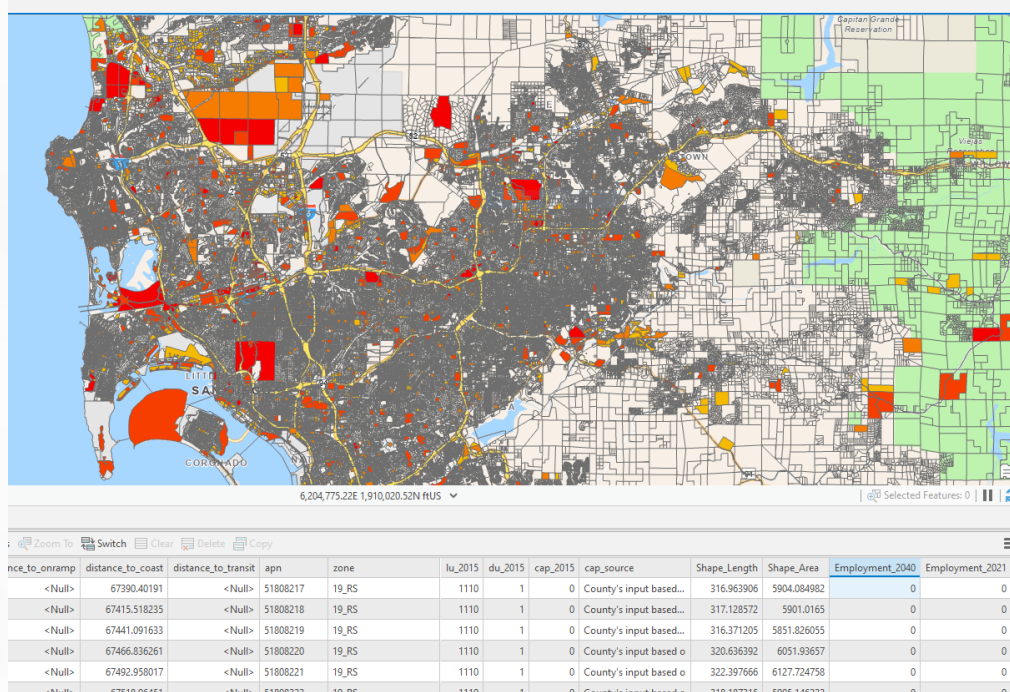 Capitan Grande
Reservation
E
52
Viejas
Reservation
TOWN
LITTL
SA
CORONADO
94
6,204,775.22E 1,910,020.52N ftUS
Selected Features: 0
Zoom To Switch Clear Delete Copy
nce_to_onramp distance_to_coast distance_to_transit apn zone lu_2015 du_2015 cap_2015 cap_source Shape_Length Shape_Area Employment_2040 Employment_2021
<Null> 67390.40191 <Null> 51808217 19_RS 1110 1 0 County's input based... 316.963906 5904.084982 0 0
<Null> 67415.518235 <Null> 51808218 19_RS 1110 1 0 County's input based... 317.128572 5901.0165 0 0
<Null> 67441.091633 <Null> 51808219 19_RS 1110 1 0 County's input based... 316.371205 5851.826055 0 0
<Null> 67466.836261 <Null> 51808220 19_RS 1110 1 0 County's input based o 320.636392 6051.93657 0 0
<Null> 67492.958017 <Null> 51808221 19_RS 1110 1 0 County's input based o 322.397666 6127.724758 0 0